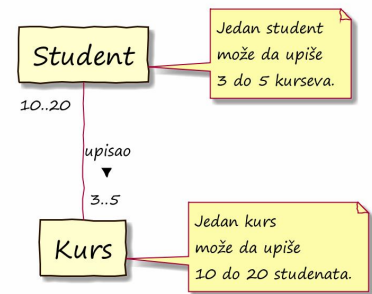 Student
Jedan student
može da upiše
3 do 5 kurseva.
10..20
upisao
3..5
Kurs
Jedan kurs
može da upiše
10 do 20 studenata.